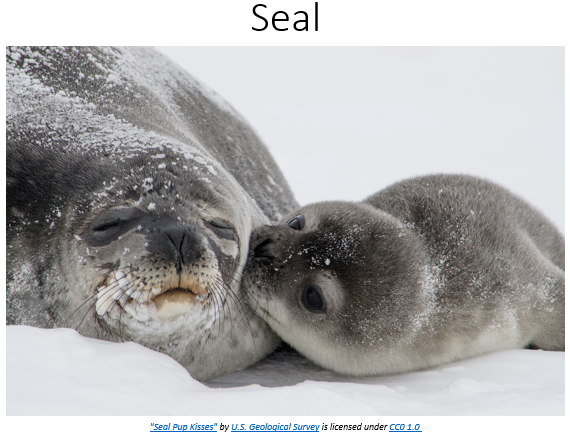 Seal
"Seal Pup Kisses" by U.S. Geological Survey is licensed under CC0 1.0